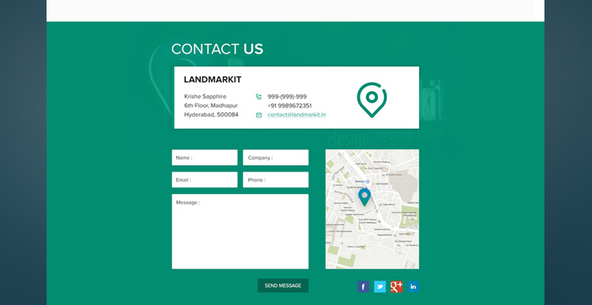 CONTACT US
LANDMARKIT
Krishe Sapphire
6th Floor, Madhapur
Hyderabad, 500084
999-(999)-999
+91 9989672351
contact@landmarkit.in
Name :
Company :
Email :
Phone :
Message :
SEND MESSAGE
f
g+
in